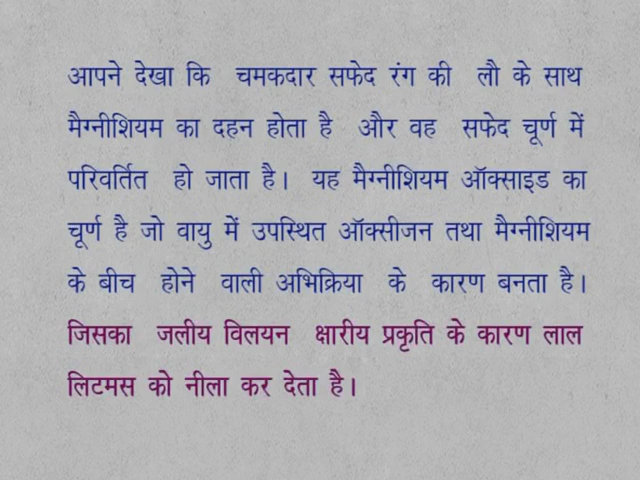 आपने देखा कि चमकदार सफेद रंग की लौ के साथ
मैग्नीशियम का दहन होता है और वह सफेद चूर्ण में
परिवर्तित हो जाता है। यह मैग्नीशियम ऑक्साइड का
चूर्ण है जो वायु में उपस्थित ऑक्सीजन तथा मैग्नीशियम
के बीच होने वाली अभिक्रिया के कारण बनता है।
जिसका जलीय विलयन क्षारीय प्रकृति के कारण लाल
लिटमस को नीला कर देता है।